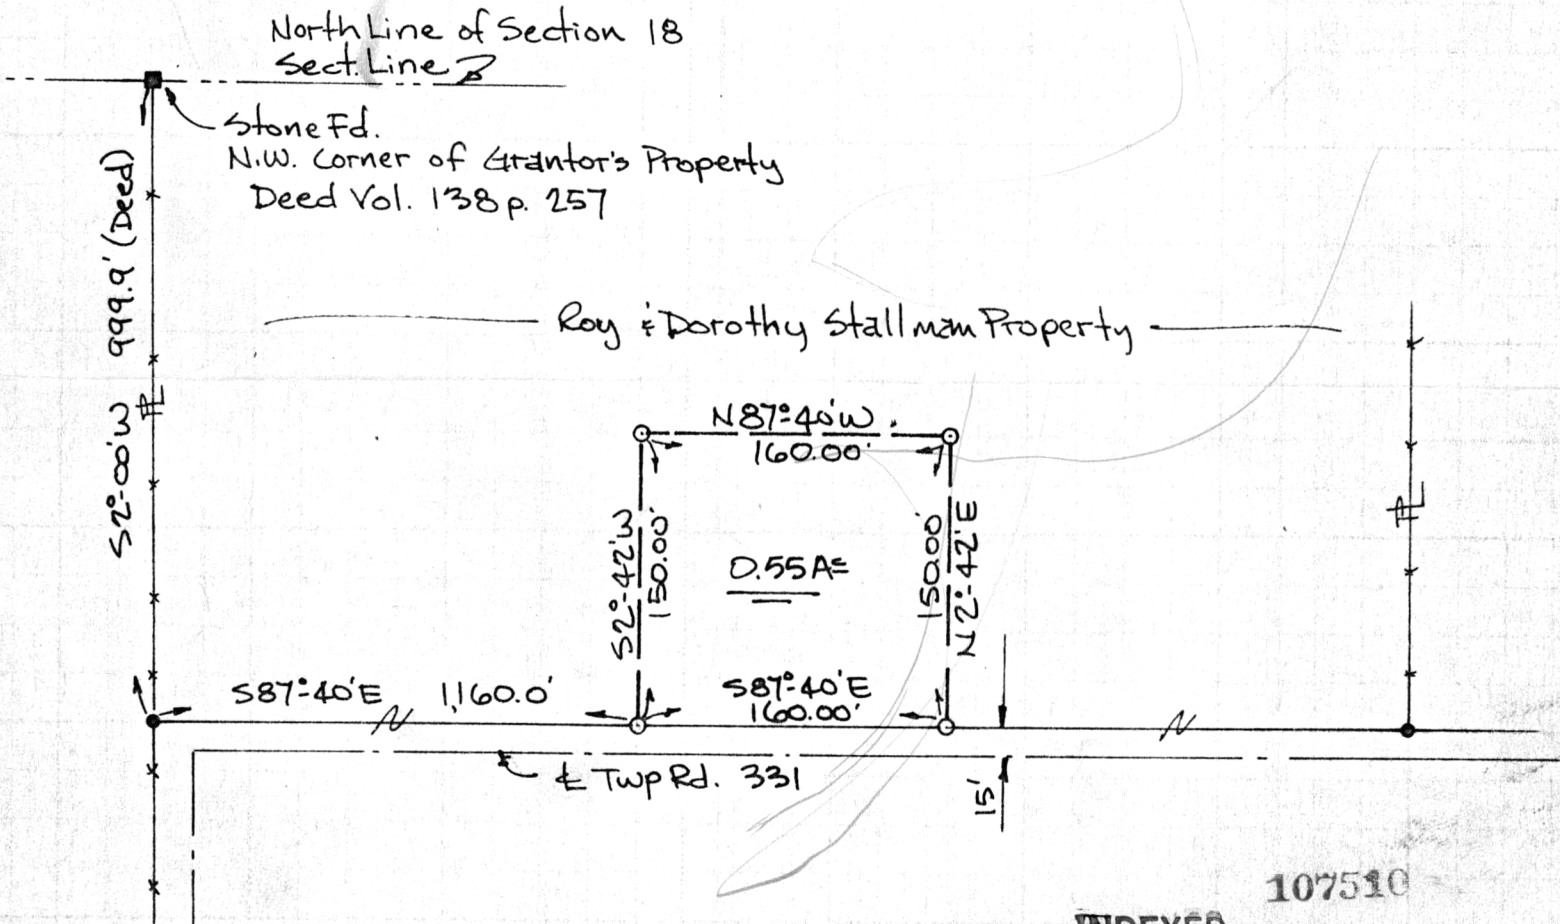 North Line of Section 18
Sect. Line
Stone Fd.
N.W. Corner of Grantor's Property
Deed Vol. 138 p. 257
S2°-00'W 999.9' (Deed)
Roy & Dorothy Stallman Property
N87°-40'W
160.00'
S2°-42'W
150.00'
0.55 Ac
150.00
N2°-42'E
S87°-40'E 1,160.0'
S87°-40'E
160.00'
℄ Twp Rd. 331
15'
107510
INDEXED